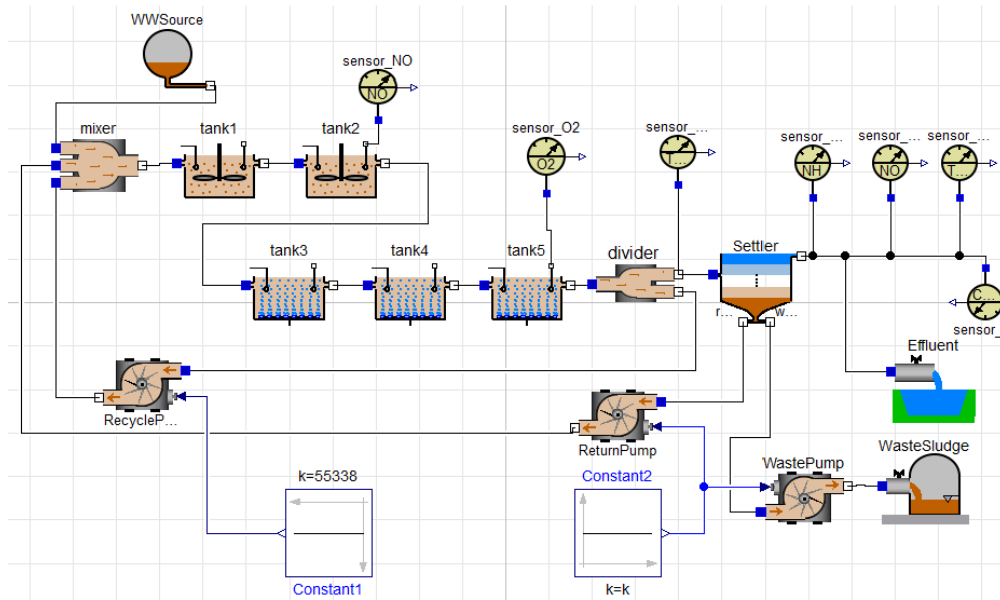 WWSource
sensor_NO
NO
mixer
tank1
tank2
sensor_O2
O2
sensor_...
T...
sensor_...
NH
sensor_...
NO
sensor_...
T...
tank3
tank4
tank5
divider
Settler
r...
w...
C...
sensor_
Effluent
RecycleP...
ReturnPump
WastePump
WasteSludge
k=55338
Constant1
Constant2
k=k